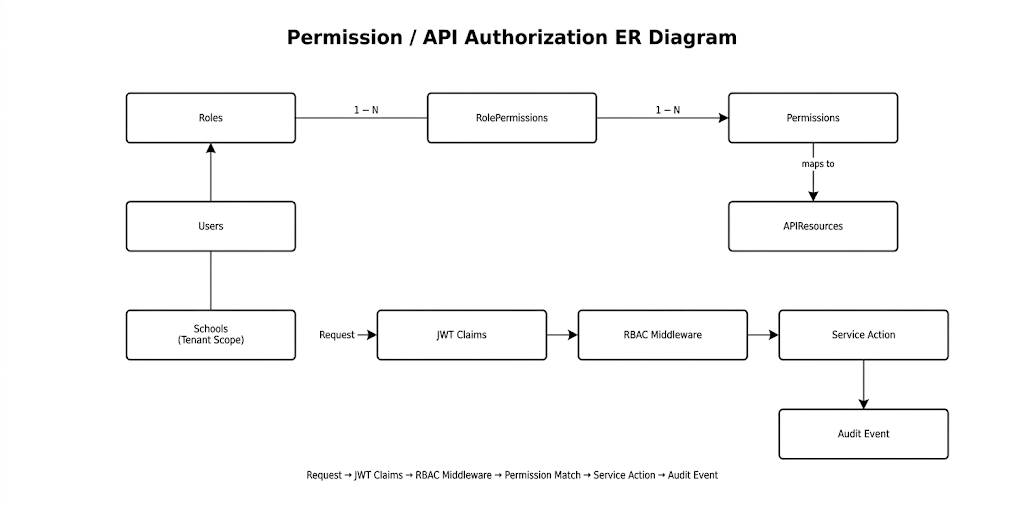 Permission / API Authorization ER Diagram
Roles
1 – N
RolePermissions
1 – N
Permissions
maps to
Users
APIResources
Schools
(Tenant Scope)
Request
JWT Claims
RBAC Middleware
Service Action
Audit Event
Request → JWT Claims → RBAC Middleware → Permission Match → Service Action → Audit Event